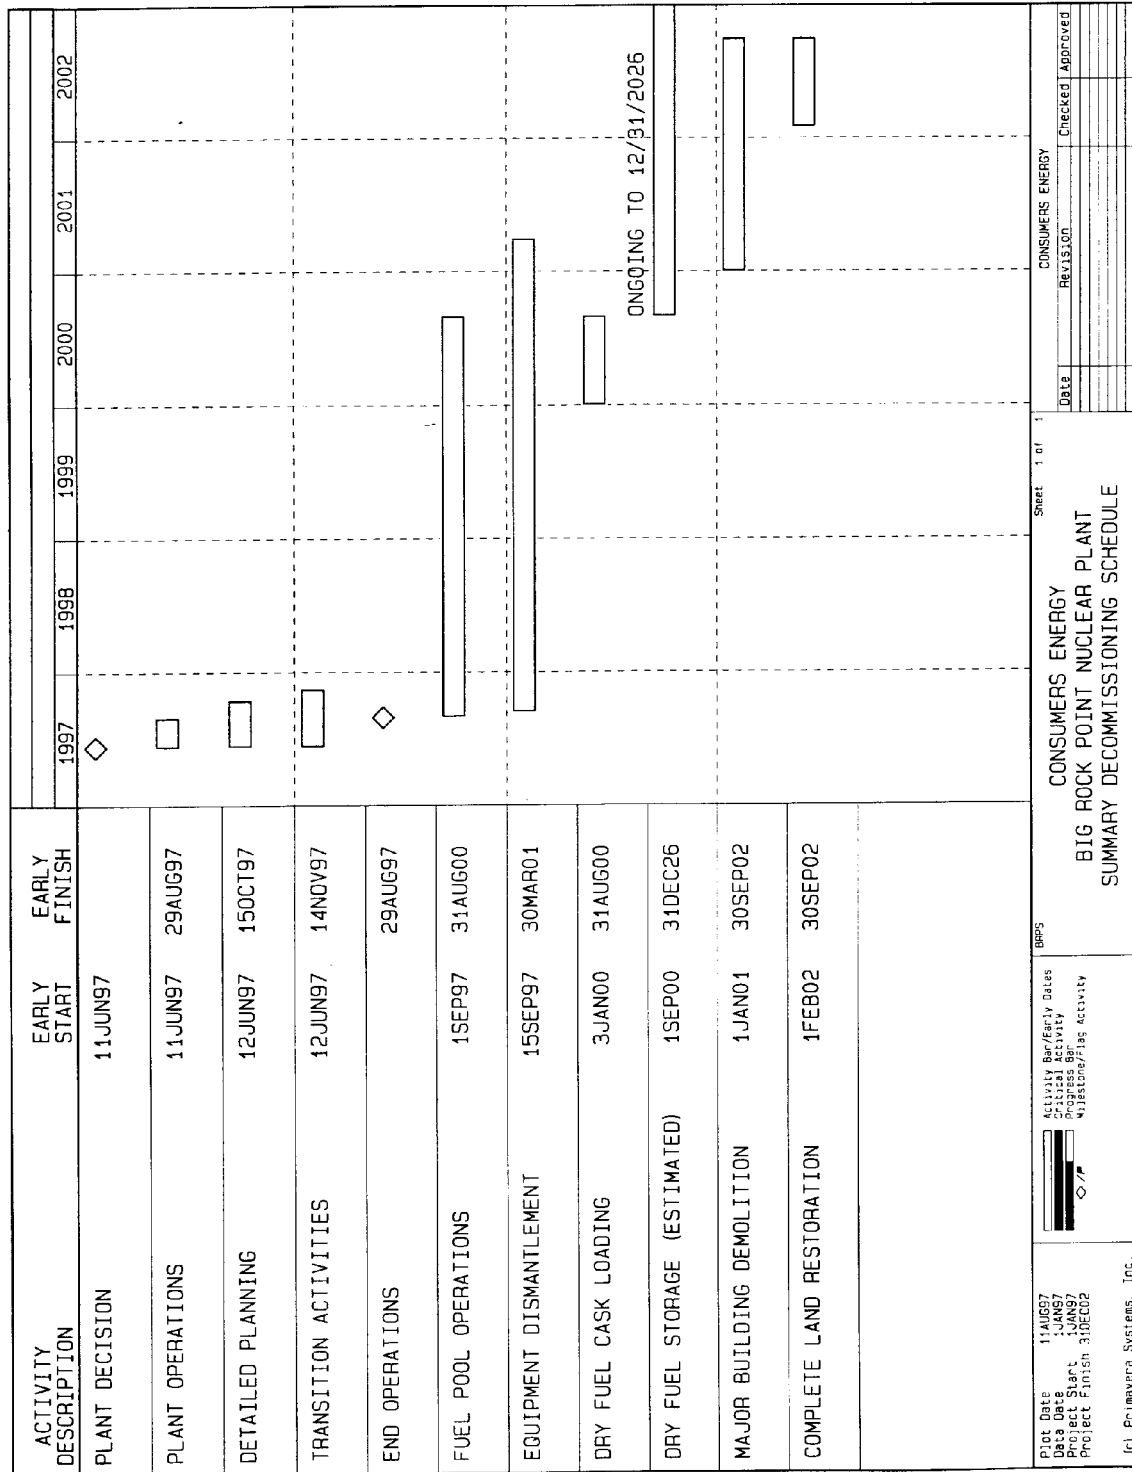 ACTIVITY DESCRIPTION EARLY START EARLY FINISH 1997 1998 1999 2000 2001 2002
PLANT DECISION 11JUN97
PLANT OPERATIONS 11JUN97 29AUG97
DETAILED PLANNING 12JUN97 15OCT97
TRANSITION ACTIVITIES 12JUN97 14NOV97
END OPERATIONS 29AUG97
FUEL POOL OPERATIONS 1SEP97 31AUG00
EQUIPMENT DISMANTLEMENT 15SEP97 30MAR01
DRY FUEL CASK LOADING 3JAN00 31AUG00
ONGOING TO 12/31/2026
DRY FUEL STORAGE (ESTIMATED) 1SEP00 31DEC26
MAJOR BUILDING DEMOLITION 1JAN01 30SEP02
COMPLETE LAND RESTORATION 1FEB02 30SEP02
Plot Date 11AUG97
Data Date 1JAN97
Project Start 1JAN97
Project Finish 31DEC02
(c) Primavera Systems, Inc.
Activity Bar/Early Dates
Critical Activity
Progress Bar
Milestone/Flag Activity
BRPS
Sheet 1 of 1
CONSUMERS ENERGY
BIG ROCK POINT NUCLEAR PLANT
SUMMARY DECOMMISSIONING SCHEDULE
CONSUMERS ENERGY
Date Revision Checked Approved